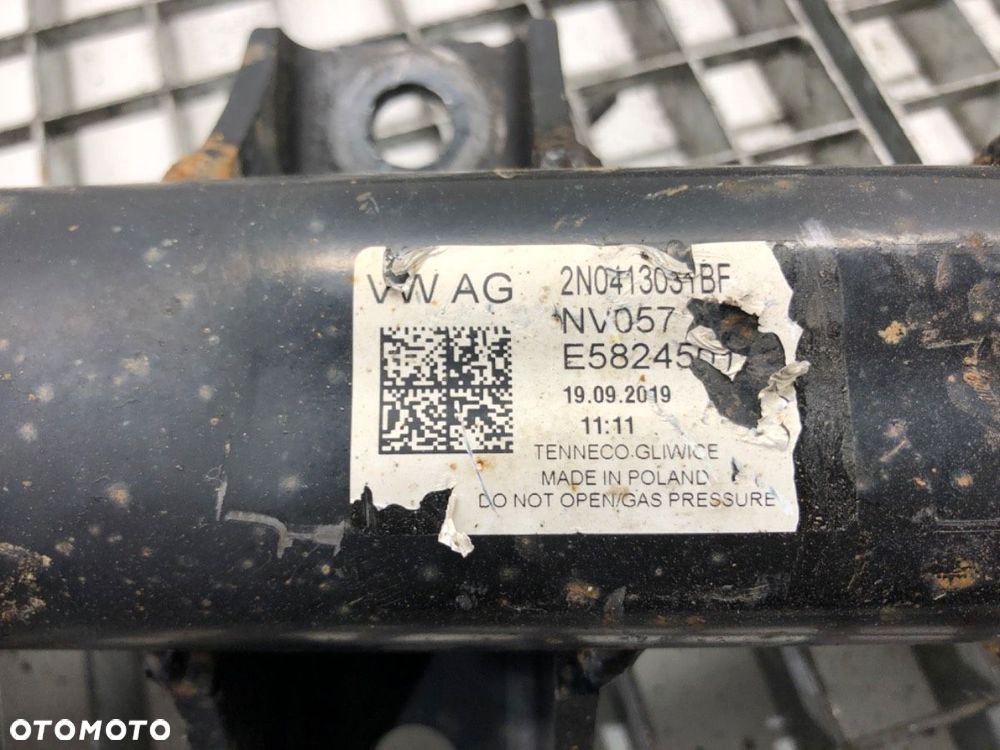 VW AG
2N0413031BF
NV057
E58245
19.09.2019
11:11
TENNECO.GLIWICE
MADE IN POLAND
DO NOT OPEN/GAS PRESSURE
OTOMOTO